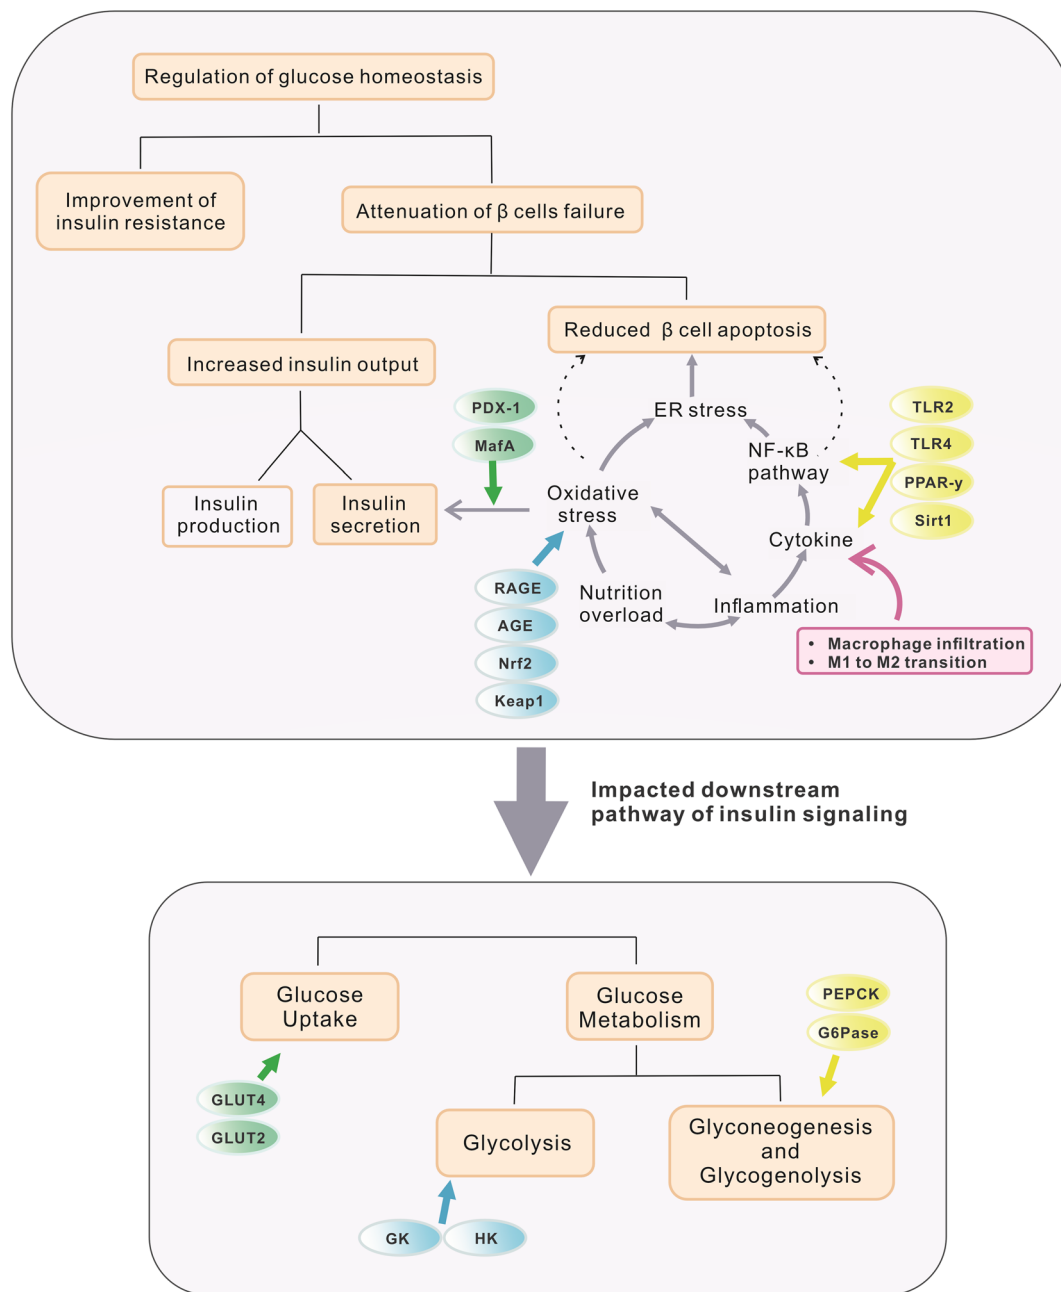 Regulation of glucose homeostasis
Improvement of
insulin resistance
Attenuation of β cells failure
Reduced β cell apoptosis
Increased insulin output
PDX-1
MafA
ER stress
TLR2
TLR4
PPAR-y
Sirt1
NF-κB
pathway
Insulin
production
Insulin
secretion
Oxidative
stress
Cytokine
RAGE
AGE
Nrf2
Keap1
Nutrition
overload
Inflammation
• Macrophage infiltration
• M1 to M2 transition
Impacted downstream
pathway of insulin signaling
Glucose
Uptake
Glucose
Metabolism
PEPCK
G6Pase
GLUT4
GLUT2
Glycolysis
Glyconeogenesis
and
Glycogenolysis
GK
HK